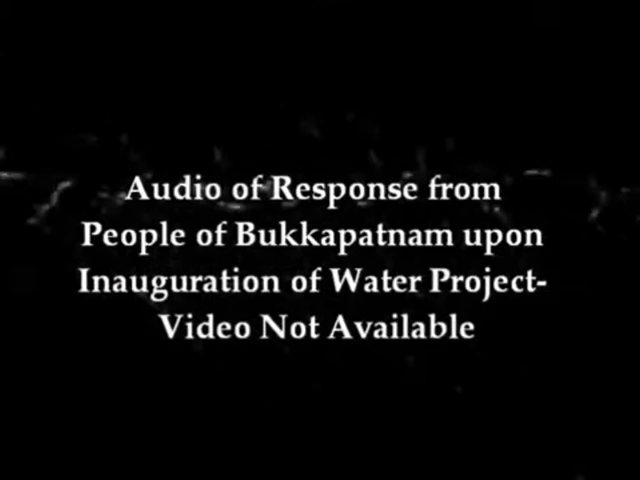 Audio of Response from
People of Bukkapatnam upon
Inauguration of Water Project-
Video Not Available